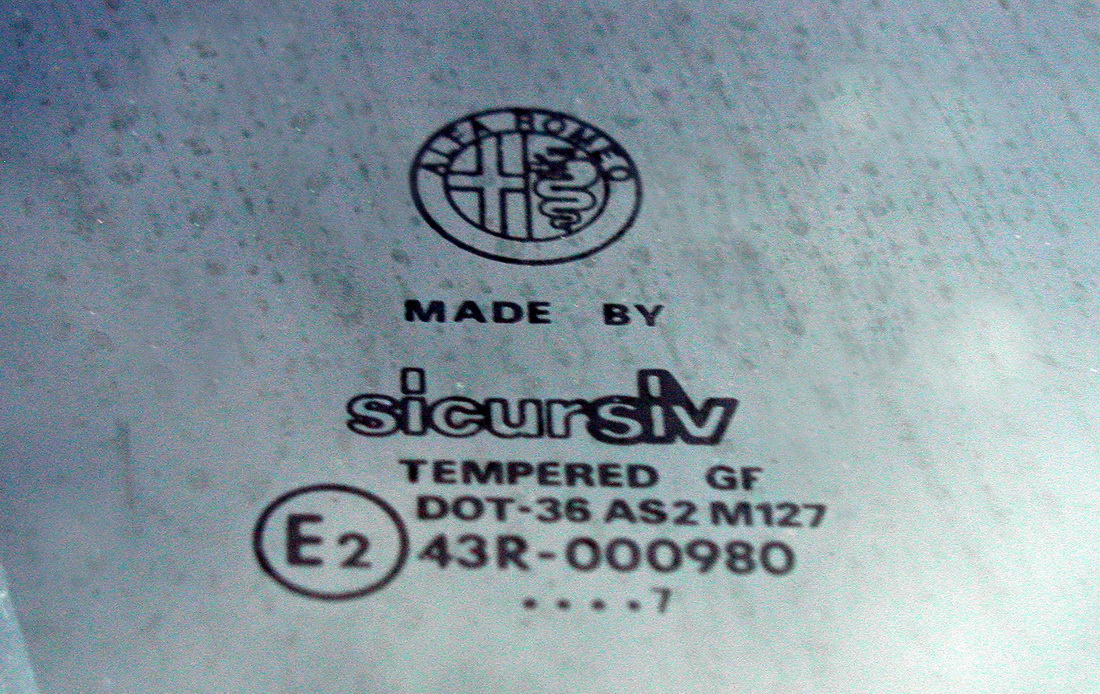 ALFA ROMEO
MADE BY
sicursiv
TEMPERED GF
DOT-36 AS2 M127
E2 43R-000980
....7